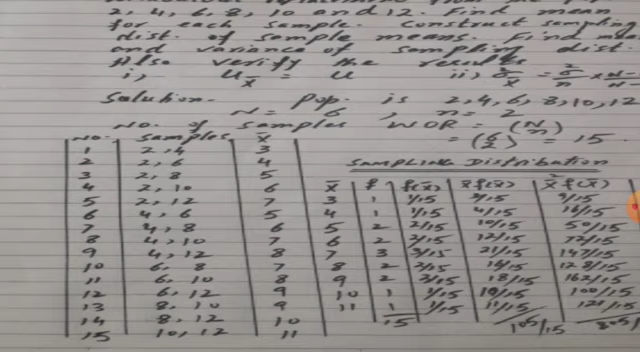 2, 4, 6, 8, 10 and 12. Find mean
for each sample. Construct sampling
dist. of sample means. Find
and variance of sampling dist.
Also verify the results
i, μx̄ = μ ii, σ²x̄ = σ²/n × N-
Solution- Pop. is 2, 4, 6, 8, 10, 12
N = 6, n = 2
No. of samples WOR = (N n)
= (6 2) = 15.
No. Samples x̄
1 2, 4 3
2 2, 6 4
3 2, 8 5
4 2, 10 6
5 2, 12 7
6 4, 6 5
7 4, 8 6
8 4, 10 7
9 4, 12 8
10 6, 8 7
11 6, 10 8
12 6, 12 9
13 8, 10 9
14 8, 12 10
15 10, 12 11
Sampling Distribution
x̄ f f(x̄) x̄f(x̄) x̄²f(x̄)
3 1 1/15 3/15 9/15
4 1 1/15 4/15 16/15
5 2 2/15 10/15 50/15
6 2 2/15 12/15 72/15
7 3 3/15 21/15 147/15
8 2 2/15 16/15 128/15
9 2 18/15 162/15
10 1 1/15 10/15 100/15
11 1 1/15 11/15 121/15
15 105/15 805/